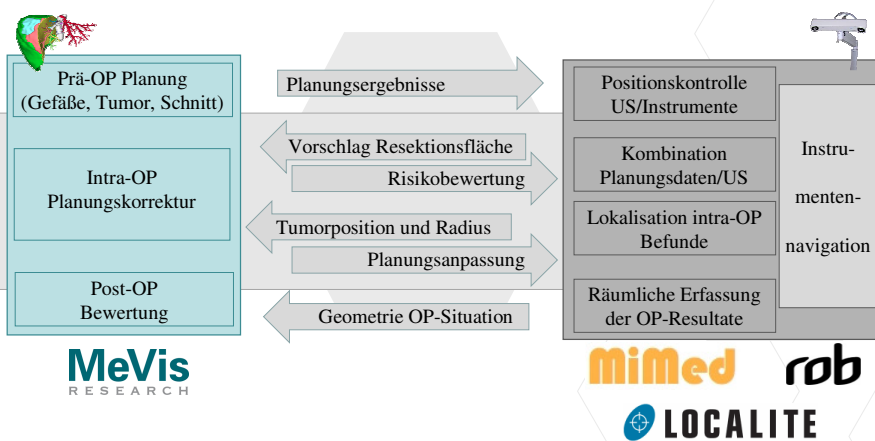 Prä-OP Planung
(Gefäße, Tumor, Schnitt)
Intra-OP
Planungskorrektur
Post-OP
Bewertung
Planungsergebnisse
Vorschlag Resektionsfläche
Risikobewertung
Tumorposition und Radius
Planungsanpassung
Geometrie OP-Situation
Positionskontrolle
US/Instrumente
Kombination
Planungsdaten/US
Lokalisation intra-OP
Befunde
Räumliche Erfassung
der OP-Resultate
Instru-
menten-
navigation
MeVis
RESEARCH
MiMed
rob
LOCALITE